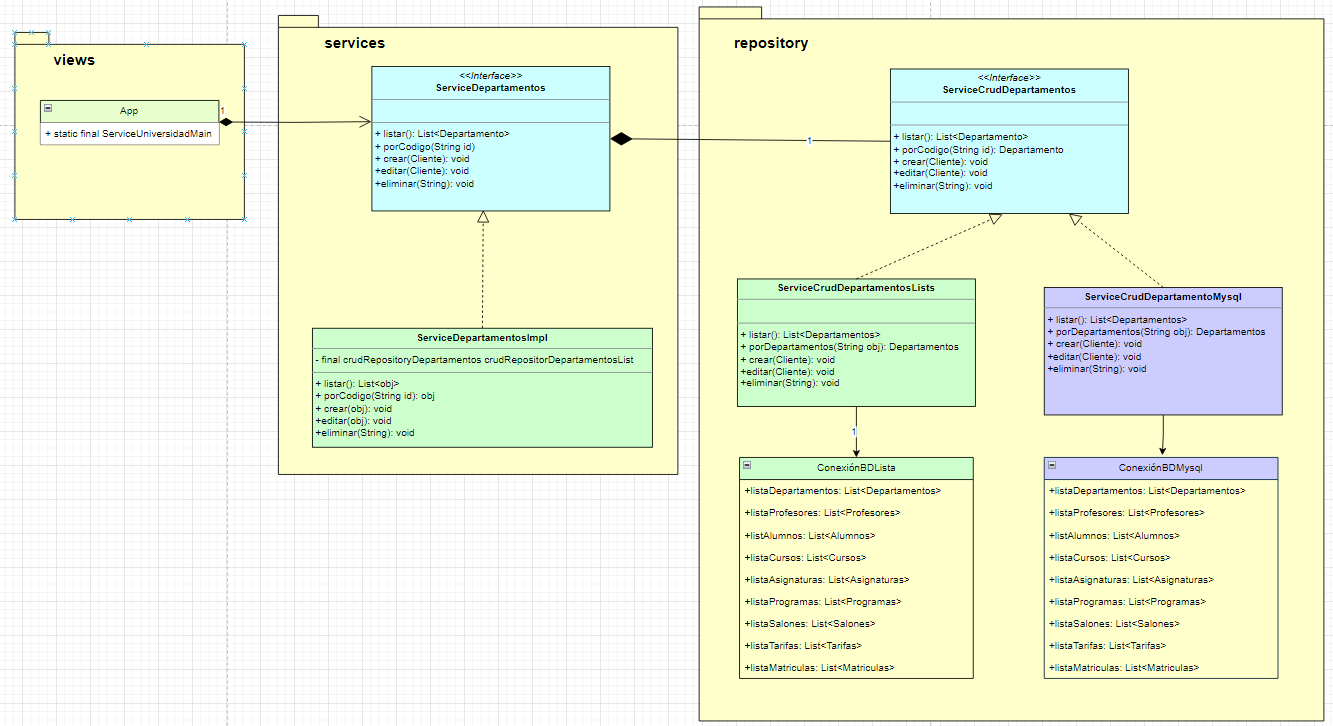 views
App
1
+ static final ServiceUniversidadMain
services
<<Interface>>
ServiceDepartamentos
+ listar(): List<Departamento>
+ porCodigo(String id)
+ crear(Cliente): void
+editar(Cliente): void
+eliminar(String): void
ServiceDepartamentosImpl
- final crudRepositoryDepartamentos crudRepositorDepartamentosList
+ listar(): List<obj>
+ porCodigo(String id): obj
+ crear(obj): void
+editar(obj): void
+eliminar(String): void
1
repository
<<Interface>>
ServiceCrudDepartamentos
+ listar(): List<Departamento>
+ porCodigo(String id): Departamento
+ crear(Cliente): void
+editar(Cliente): void
+eliminar(String): void
ServiceCrudDepartamentosLists
+ listar(): List<Departamentos>
+ porDepartamentos(String obj): Departamentos
+ crear(Cliente): void
+editar(Cliente): void
+eliminar(String): void
ServiceCrudDepartamentoMysql
+ listar(): List<Departamentos>
+ porDepartamentos(String obj): Departamentos
+ crear(Cliente): void
+editar(Cliente): void
+eliminar(String): void
1
ConexiónBDLista
+listaDepartamentos: List<Departamentos>
+listaProfesores: List<Profesores>
+listAlumnos: List<Alumnos>
+listaCursos: List<Cursos>
+listaAsignaturas: List<Asignaturas>
+listaProgramas: List<Programas>
+listaSalones: List<Salones>
+listaTarifas: List<Tarifas>
+listaMatriculas: List<Matriculas>
ConexiónBDMysql
+listaDepartamentos: List<Departamentos>
+listaProfesores: List<Profesores>
+listAlumnos: List<Alumnos>
+listaCursos: List<Cursos>
+listaAsignaturas: List<Asignaturas>
+listaProgramas: List<Programas>
+listaSalones: List<Salones>
+listaTarifas: List<Tarifas>
+listaMatriculas: List<Matriculas>